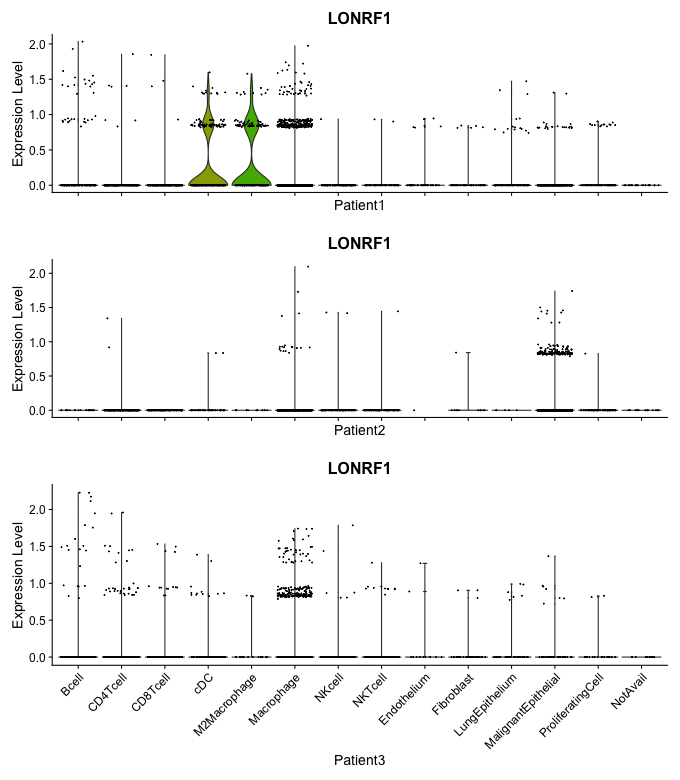 LONRF1
Expression Level
2.0
1.5
1.0
0.5
0.0
Patient1
LONRF1
Expression Level
2.0
1.5
1.0
0.5
0.0
Patient2
LONRF1
Expression Level
2.0
1.5
1.0
0.5
0.0
Bcell
CD4Tcell
CD8Tcell
cDC
M2Macrophage
Macrophage
NKcell
NKTcell
Endothelium
Fibroblast
LungEpithelium
MalignantEpithelial
ProliferatingCell
NotAvail
Patient3